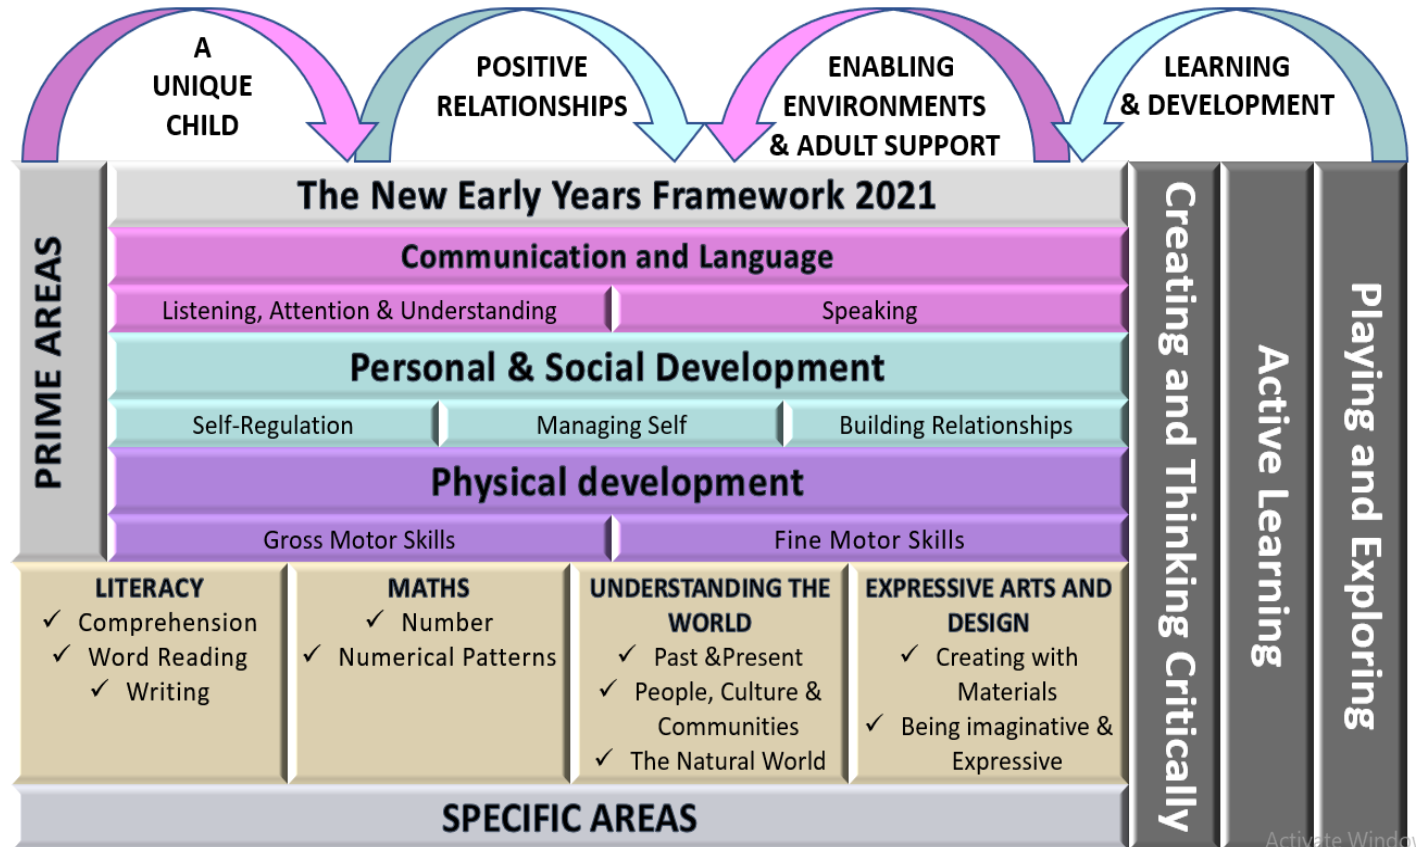 A
UNIQUE
CHILD
POSITIVE
RELATIONSHIPS
ENABLING
ENVIRONMENTS
& ADULT SUPPORT
LEARNING
& DEVELOPMENT
PRIME AREAS
The New Early Years Framework 2021
Communication and Language
Listening, Attention & Understanding
Speaking
Personal & Social Development
Self-Regulation
Managing Self
Building Relationships
Physical development
Gross Motor Skills
Fine Motor Skills
LITERACY
✓ Comprehension
✓ Word Reading
✓ Writing
MATHS
✓ Number
✓ Numerical Patterns
UNDERSTANDING THE
WORLD
✓ Past &Present
✓ People, Culture &
Communities
✓ The Natural World
EXPRESSIVE ARTS AND
DESIGN
✓ Creating with
Materials
✓ Being imaginative &
Expressive
SPECIFIC AREAS
Creating and Thinking Critically
Active Learning
Playing and Exploring
Activate Window